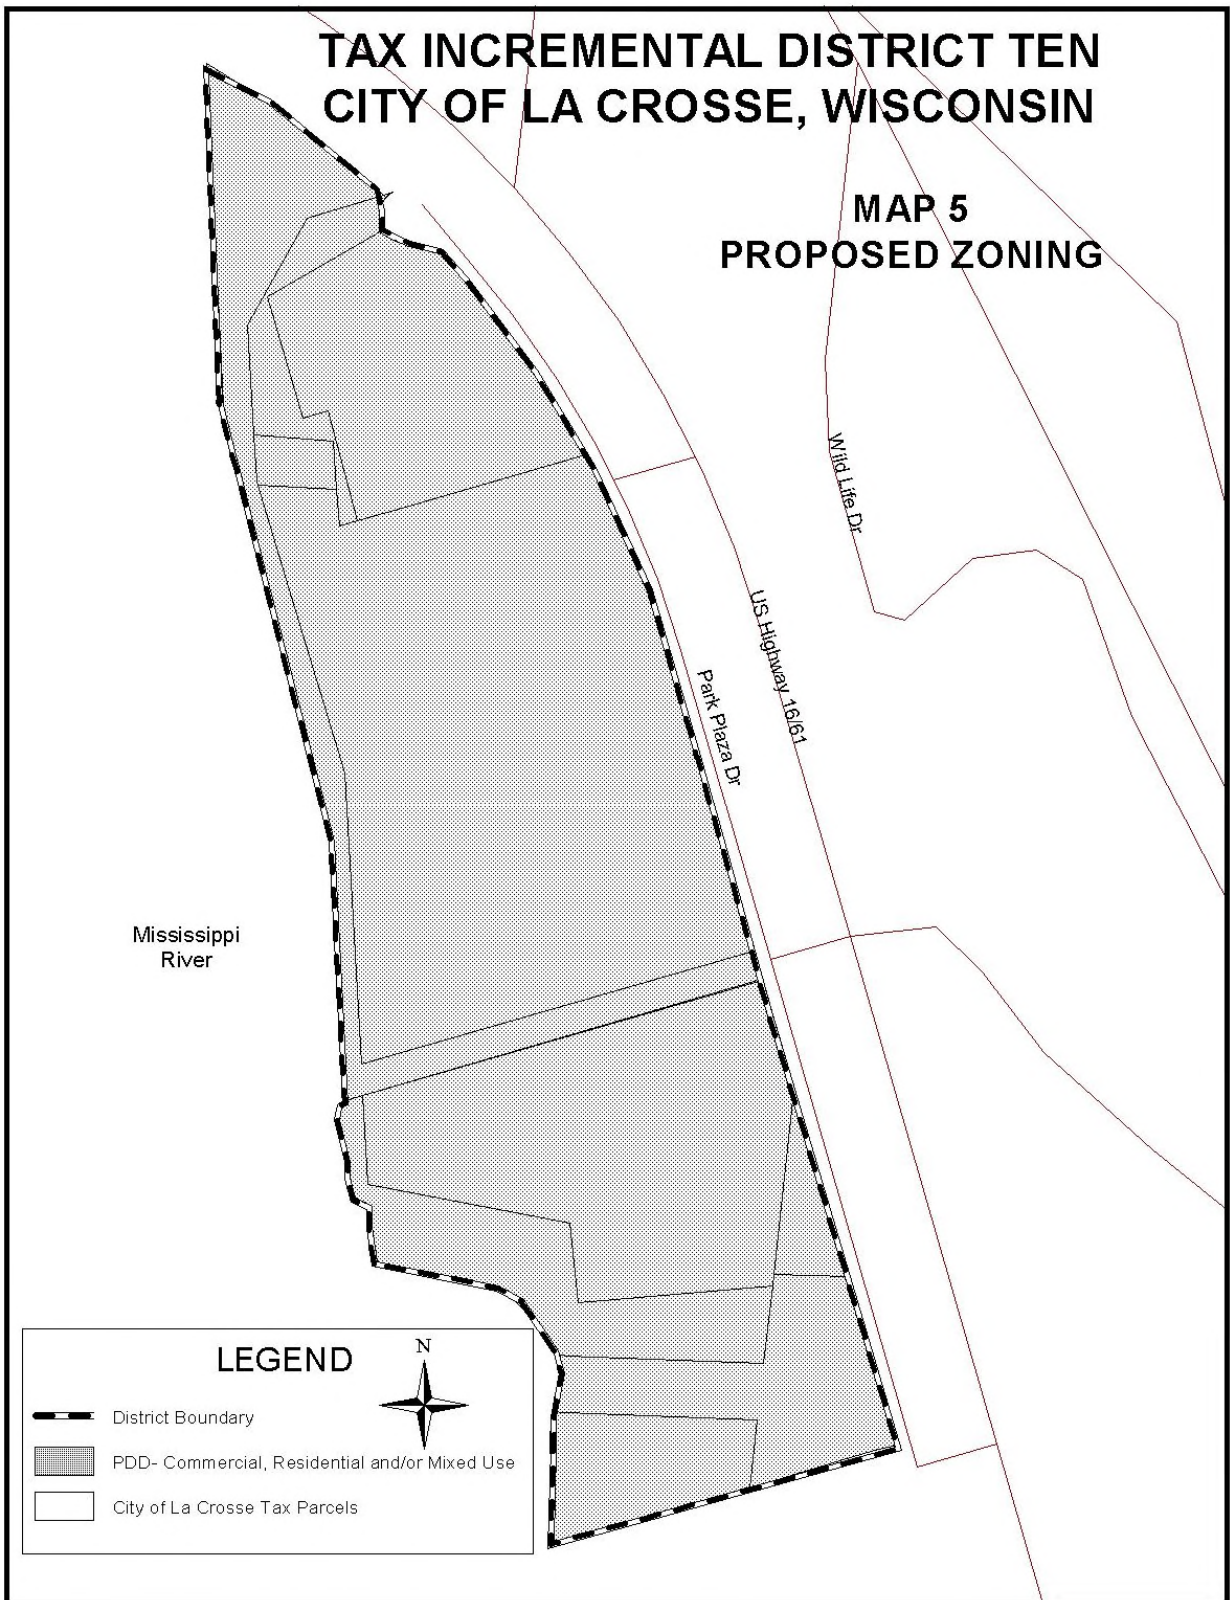 TAX INCREMENTAL DISTRICT TEN
CITY OF LA CROSSE, WISCONSIN
MAP 5
PROPOSED ZONING
Wild Life Dr
US Highway 16/61
Park Plaza Dr
Mississippi
River
LEGEND
N
District Boundary
PDD- Commercial, Residential and/or Mixed Use
City of La Crosse Tax Parcels